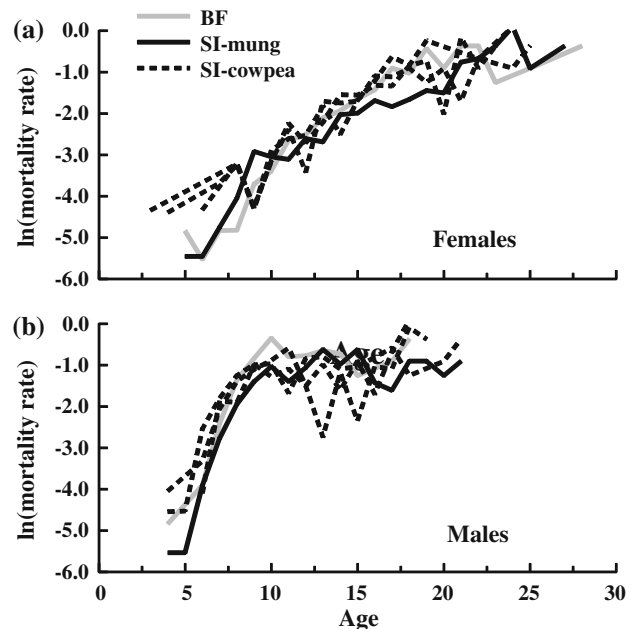 (a)
BF
SI-mung
SI-cowpea
0.0
-1.0
-2.0
-3.0
-4.0
-5.0
-6.0
ln(mortality rate)
Females
(b)
0.0
-1.0
-2.0
-3.0
-4.0
-5.0
-6.0
ln(mortality rate)
Age
Males
0
5
10
15
20
25
30
Age